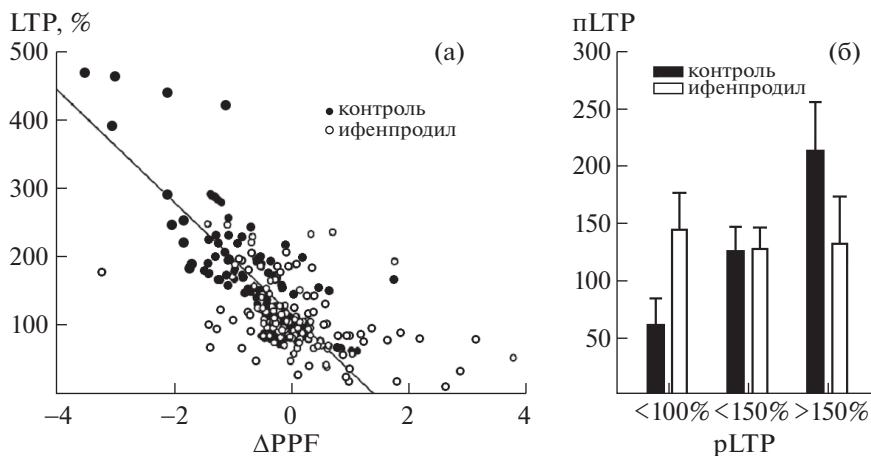 LTP, %
500
400
300
200
100
−4
−2
0
2
4
ΔPPF
(а)
контроль
ифенпродил
пLTP
300
250
200
150
100
50
(б)
контроль
ифенпродил
<100%
<150%
>150%
pLTP